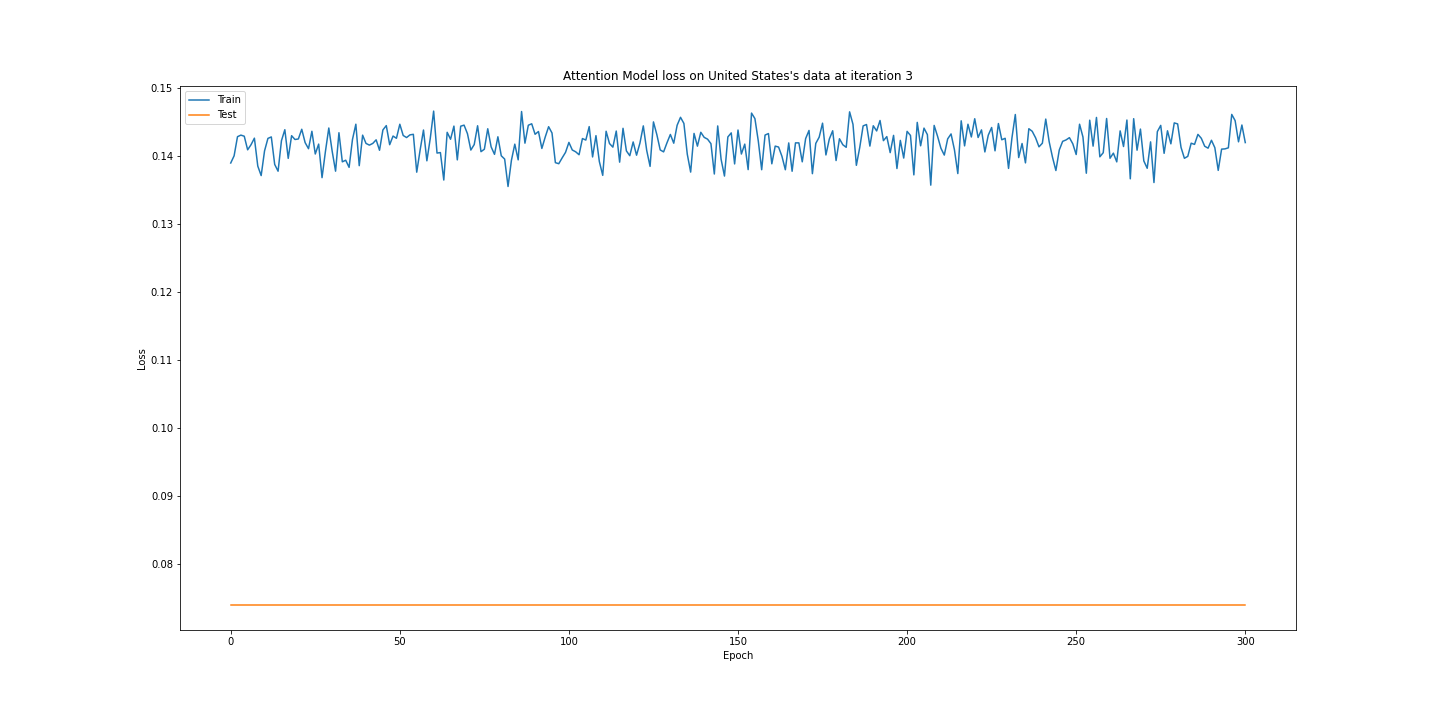 Attention Model loss on United States's data at iteration 3
Train
Test
0.15
0.14
0.13
0.12
0.11
0.10
0.09
0.08
Loss
0 50 100 150 200 250 300
Epoch